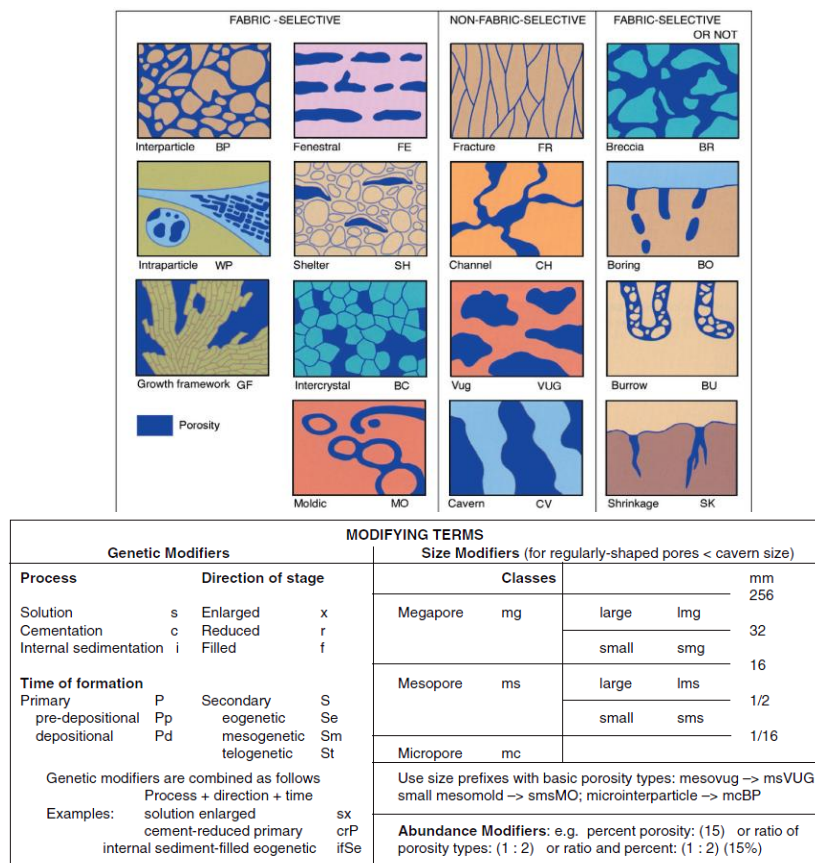 FABRIC - SELECTIVE
NON-FABRIC-SELECTIVE
FABRIC-SELECTIVE
OR NOT
Interparticle BP
Fenestral FE
Fracture FR
Breccia BR
Intraparticle WP
Shelter SH
Channel CH
Boring BO
Growth framework GF
Intercrystal BC
Vug VUG
Burrow BU
Porosity
Moldic MO
Cavern CV
Shrinkage SK
MODIFYING TERMS
Genetic Modifiers
Process Direction of stage
Solution s Enlarged x
Cementation c Reduced r
Internal sedimentation i Filled f
Time of formation
Primary P Secondary S
pre-depositional Pp eogenetic Se
depositional Pd mesogenetic Sm
telogenetic St
Genetic modifiers are combined as follows
Process + direction + time
Examples: solution enlarged sx
cement-reduced primary crP
internal sediment-filled eogenetic ifSe
Size Modifiers (for regularly-shaped pores < cavern size)
Classes mm
256
Megapore mg large lmg
32
small smg
16
Mesopore ms large lms
1/2
small sms
1/16
Micropore mc
Use size prefixes with basic porosity types: mesovug –> msVUG
small mesomold –> smsMO; microinterparticle –> mcBP
Abundance Modifiers: e.g. percent porosity: (15) or ratio of
porosity types: (1 : 2) or ratio and percent: (1 : 2) (15%)